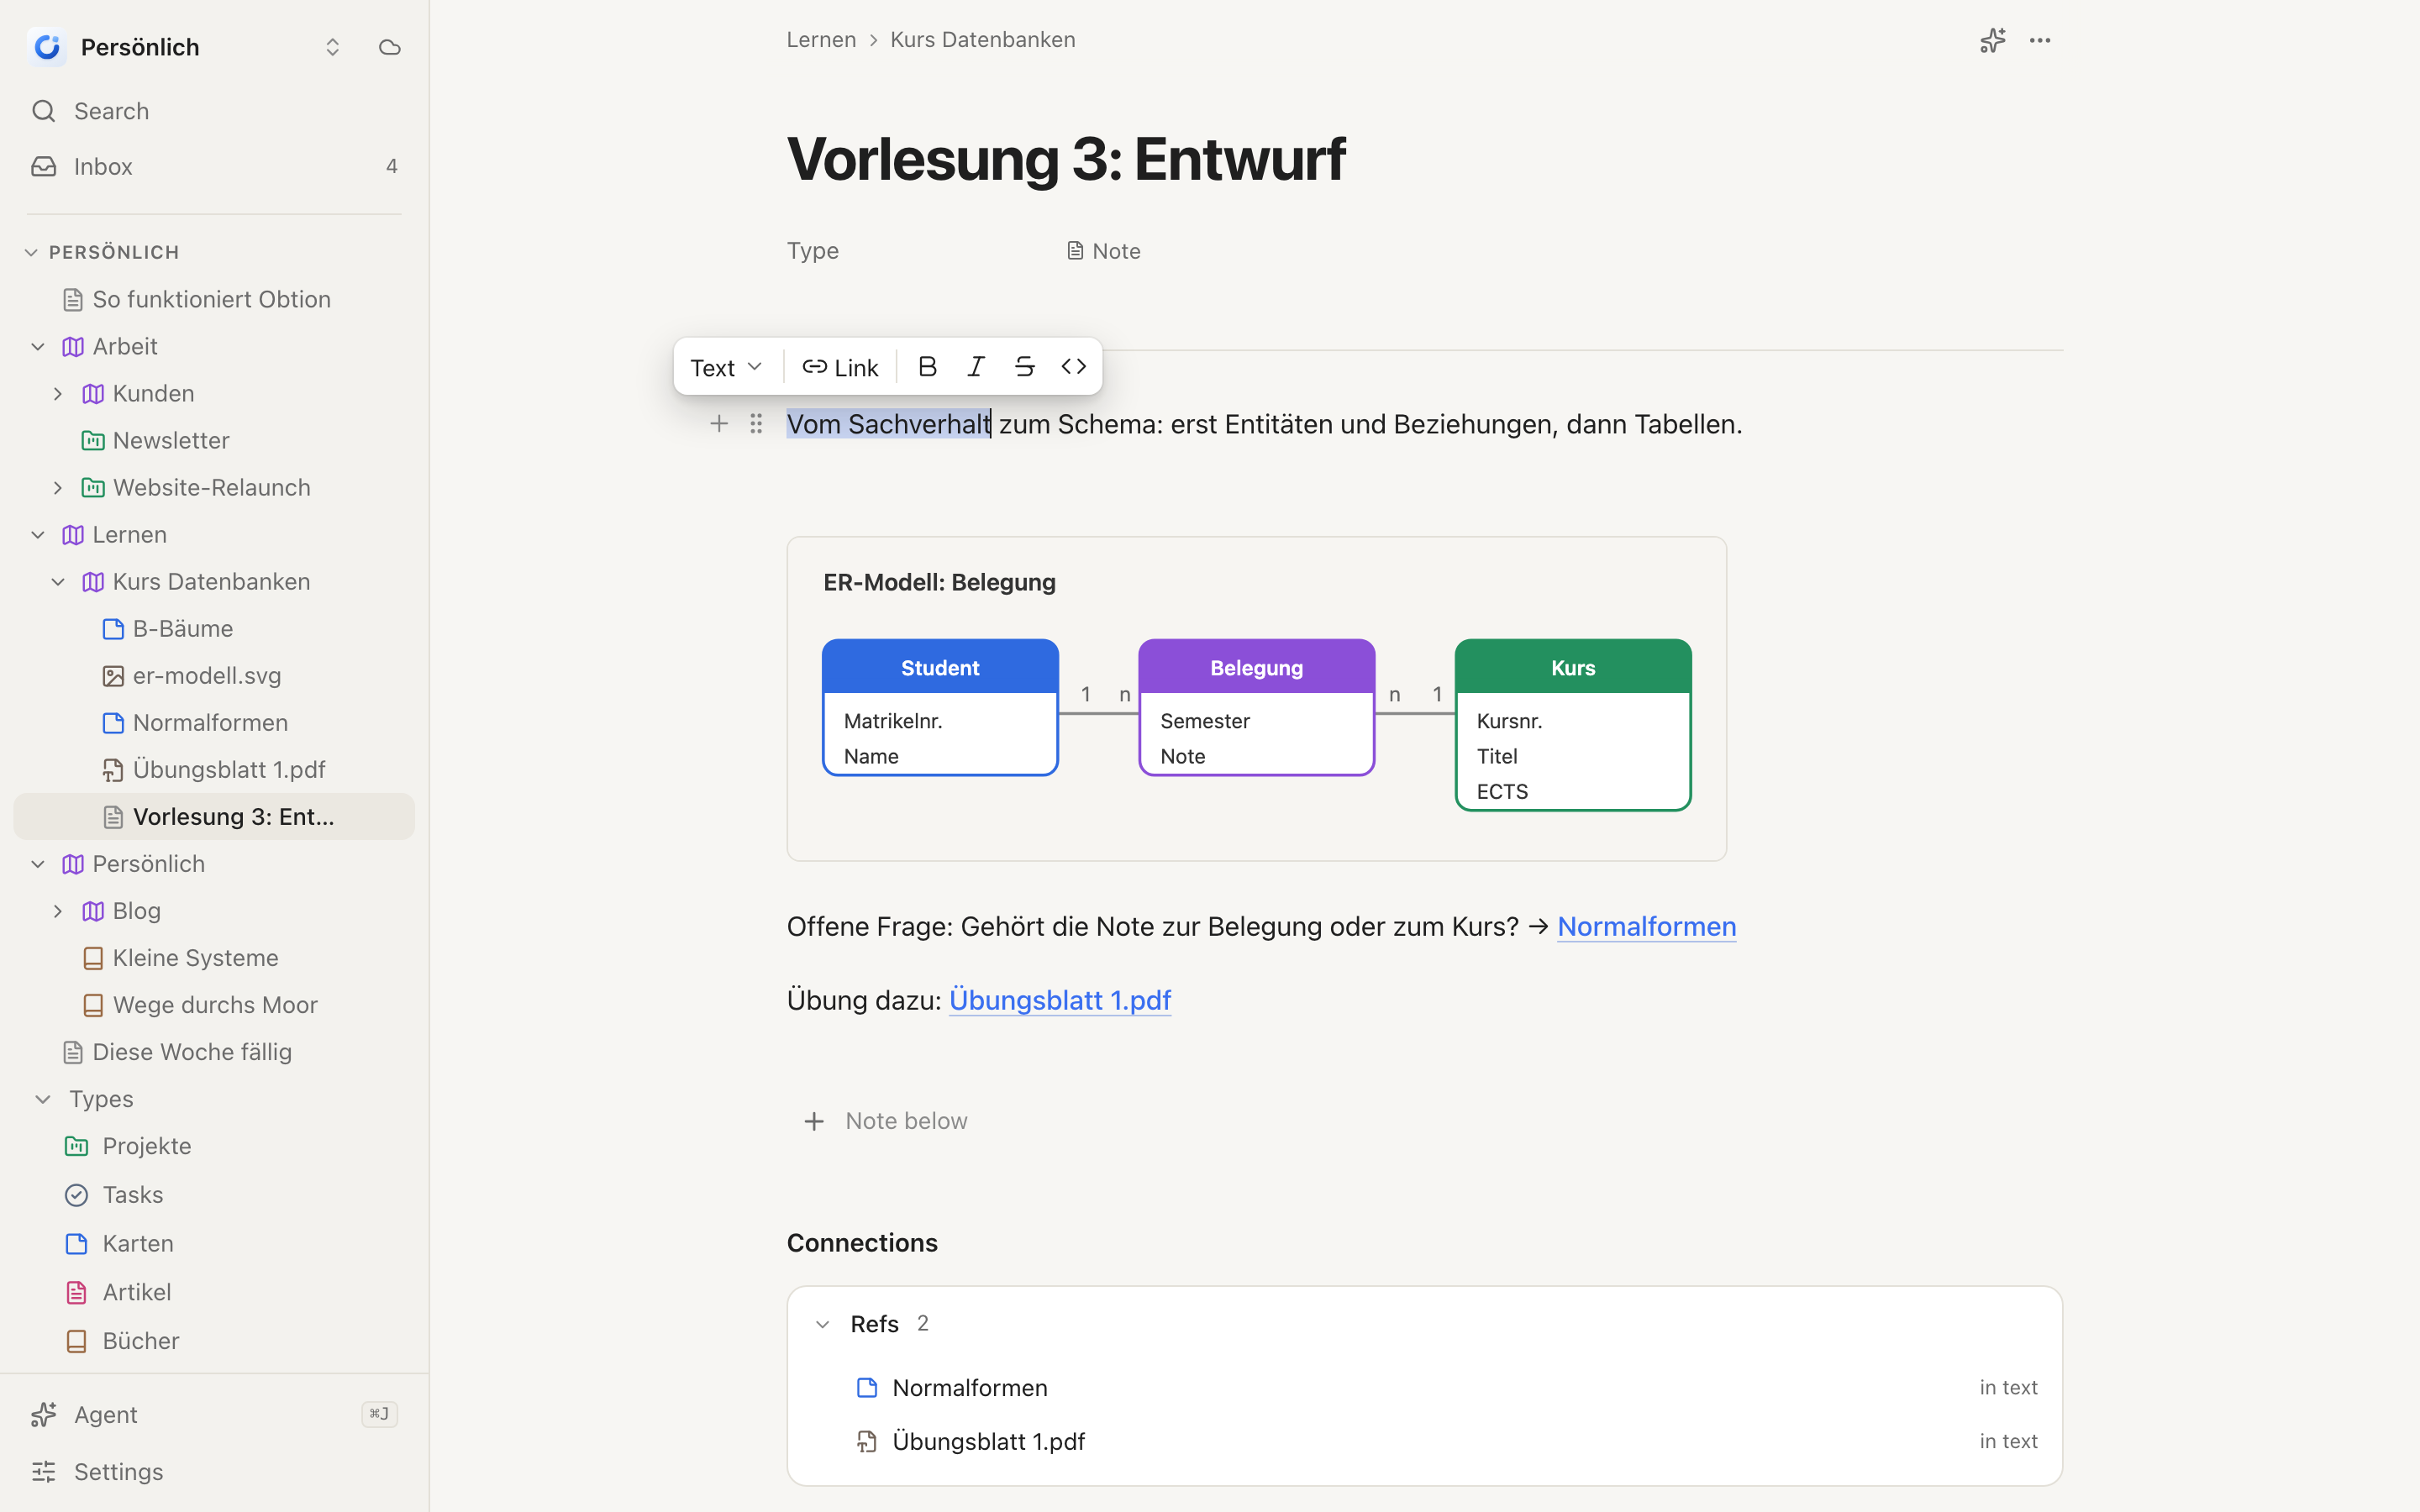 Persönlich
Search
Inbox 4
PERSÖNLICH
So funktioniert Obtion
Arbeit
Kunden
Newsletter
Website-Relaunch
Lernen
Kurs Datenbanken
B-Bäume
er-modell.svg
Normalformen
Übungsblatt 1.pdf
Vorlesung 3: Ent...
Persönlich
Blog
Kleine Systeme
Wege durchs Moor
Diese Woche fällig
Types
Projekte
Tasks
Karten
Artikel
Bücher
Agent ⌘J
Settings
Lernen > Kurs Datenbanken
Vorlesung 3: Entwurf
Type Note
Text Link B I S <>
Vom Sachverhalt zum Schema: erst Entitäten und Beziehungen, dann Tabellen.
ER-Modell: Belegung
Student
Matrikelnr.
Name
1 n
Belegung
Semester
Note
n 1
Kurs
Kursnr.
Titel
ECTS
Offene Frage: Gehört die Note zur Belegung oder zum Kurs? → Normalformen
Übung dazu: Übungsblatt 1.pdf
+ Note below
Connections
Refs 2
Normalformen in text
Übungsblatt 1.pdf in text